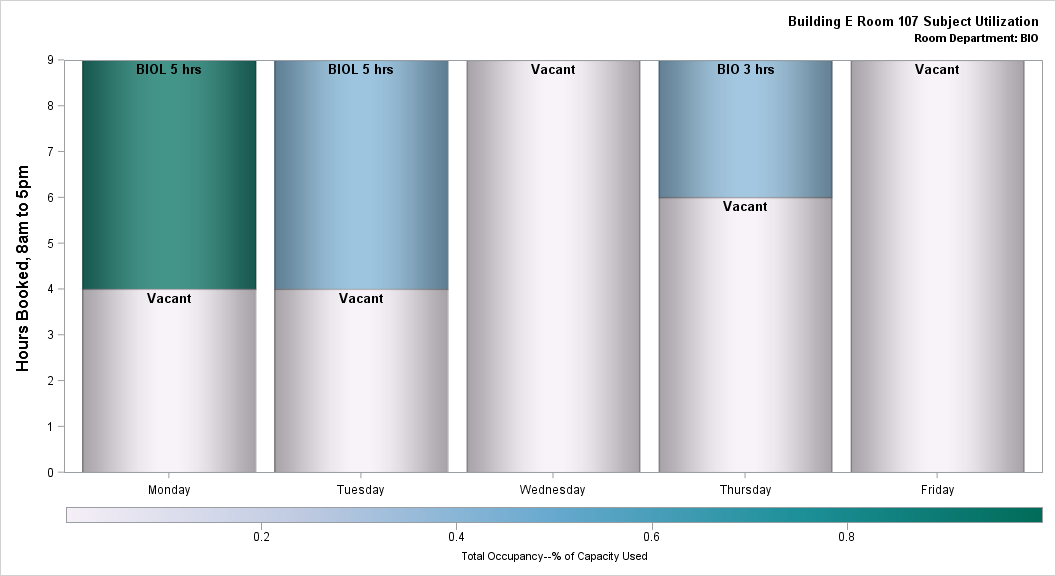 Building E Room 107 Subject Utilization
Room Department: BIO
Hours Booked, 8am to 5pm
9
8
7
6
5
4
3
2
1
0
BIOL 5 hrs
BIOL 5 hrs
Vacant
BIO 3 hrs
Vacant
Vacant
Vacant
Vacant
Monday
Tuesday
Wednesday
Thursday
Friday
0.2
0.4
0.6
0.8
Total Occupancy--% of Capacity Used